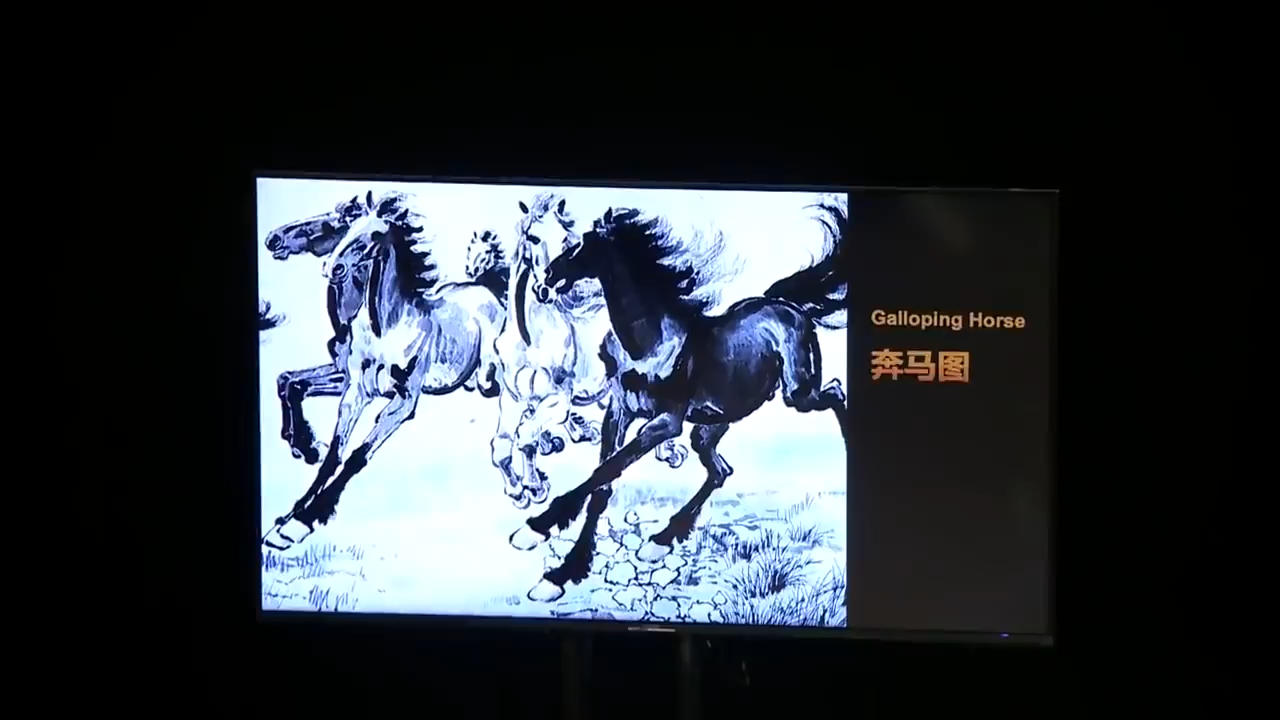 Galloping Horse
奔马图